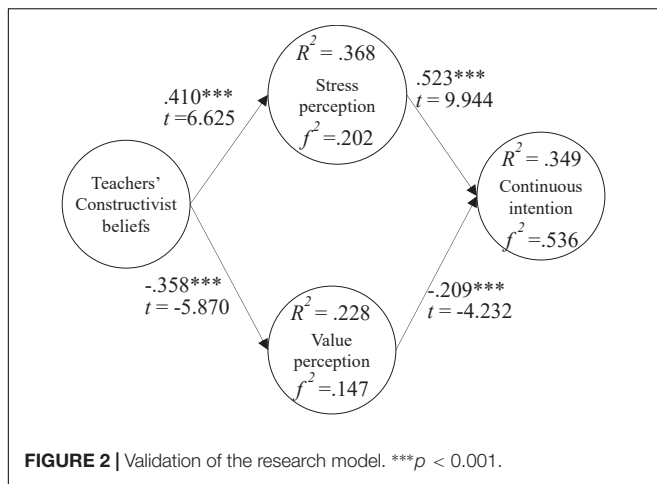 R² = .368
Stress
perception
f² =.202
.410***
t =6.625
.523***
t = 9.944
Teachers'
Constructivist
beliefs
R² = .349
Continuous
intention
f² =.536
-.358***
t = -5.870
-.209***
t = -4.232
R² = .228
Value
perception
f² =.147
FIGURE 2 | Validation of the research model. ***p < 0.001.